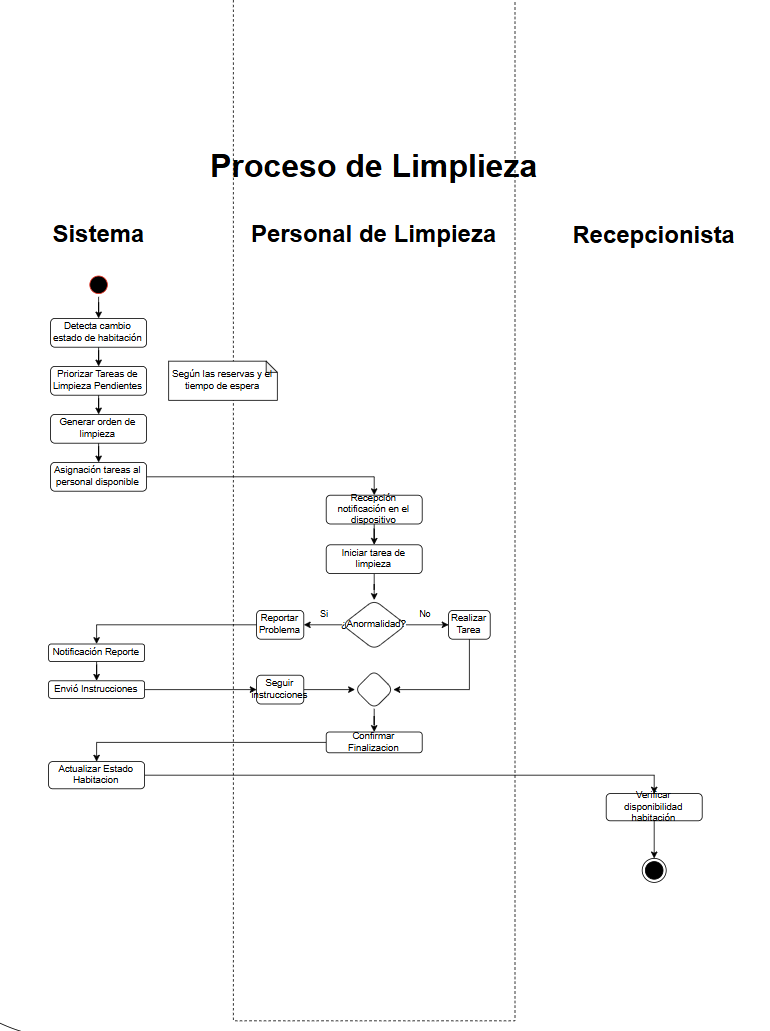 Proceso de Limplieza
Sistema
Personal de Limpieza
Recepcionista
Detecta cambio
estado de habitación
Priorizar Tareas de
Limpieza Pendientes
Según las reservas y el
tiempo de espera
Generar orden de
limpieza
Asignación tareas al
personal disponible
Recepción
notificación en el
dispositivo
Iniciar tarea de
limpieza
Reportar
Problema
Si
¿Anormalidad?
No
Realizar
Tarea
Notificación Reporte
Envió Instrucciones
Seguir
instrucciones
Confirmar
Finalizacion
Actualizar Estado
Habitacion
Verificar
disponibilidad
habitación